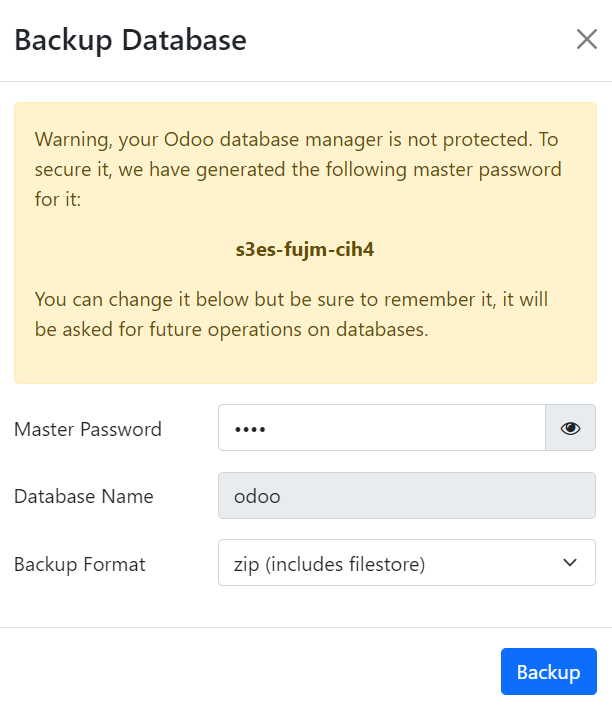 Backup Database
Warning, your Odoo database manager is not protected. To
secure it, we have generated the following master password
for it:
s3es-fujm-cih4
You can change it below but be sure to remember it, it will
be asked for future operations on databases.
Master Password ••••
Database Name odoo
Backup Format zip (includes filestore)
Backup